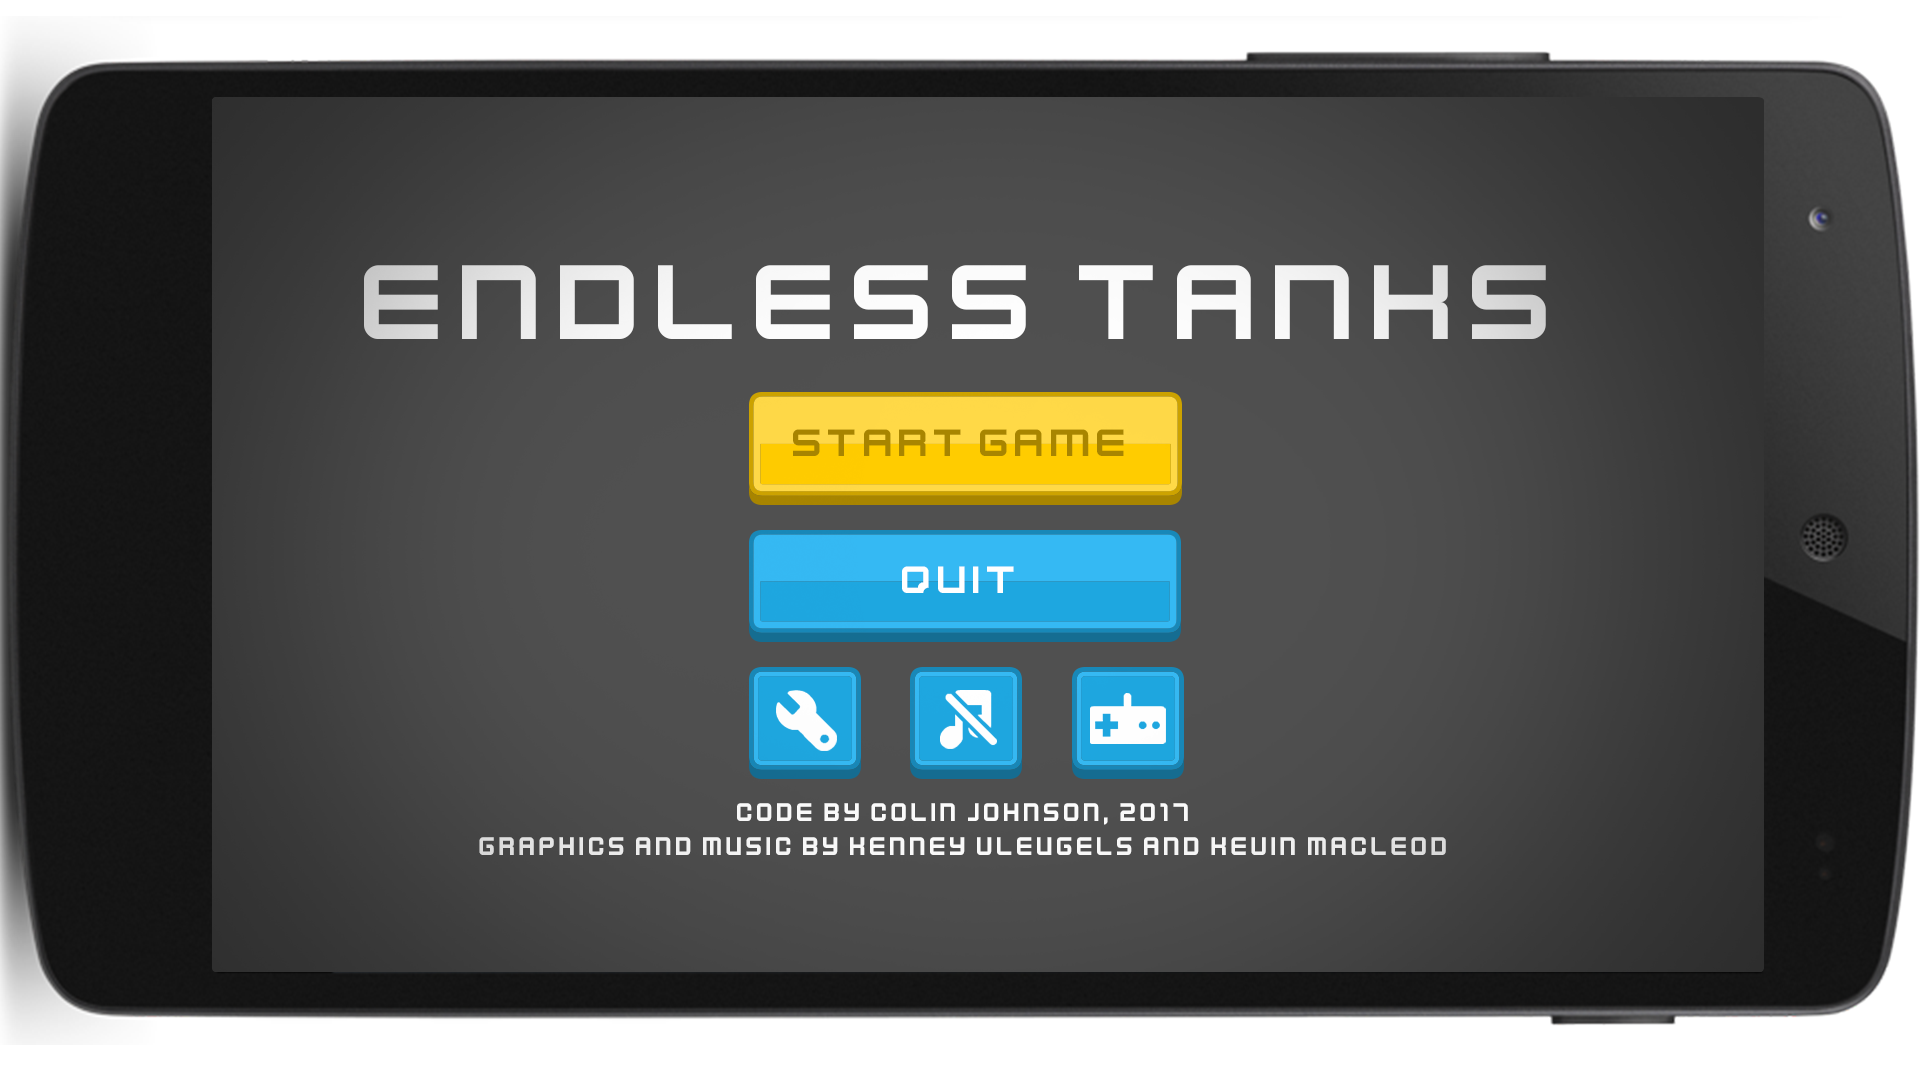 ENDLESS TANKS
START GAME
QUIT
CODE BY COLIN JOHNSON, 2017
GRAPHICS AND MUSIC BY KENNEY VLEUGELS AND KEVIN MACLEOD